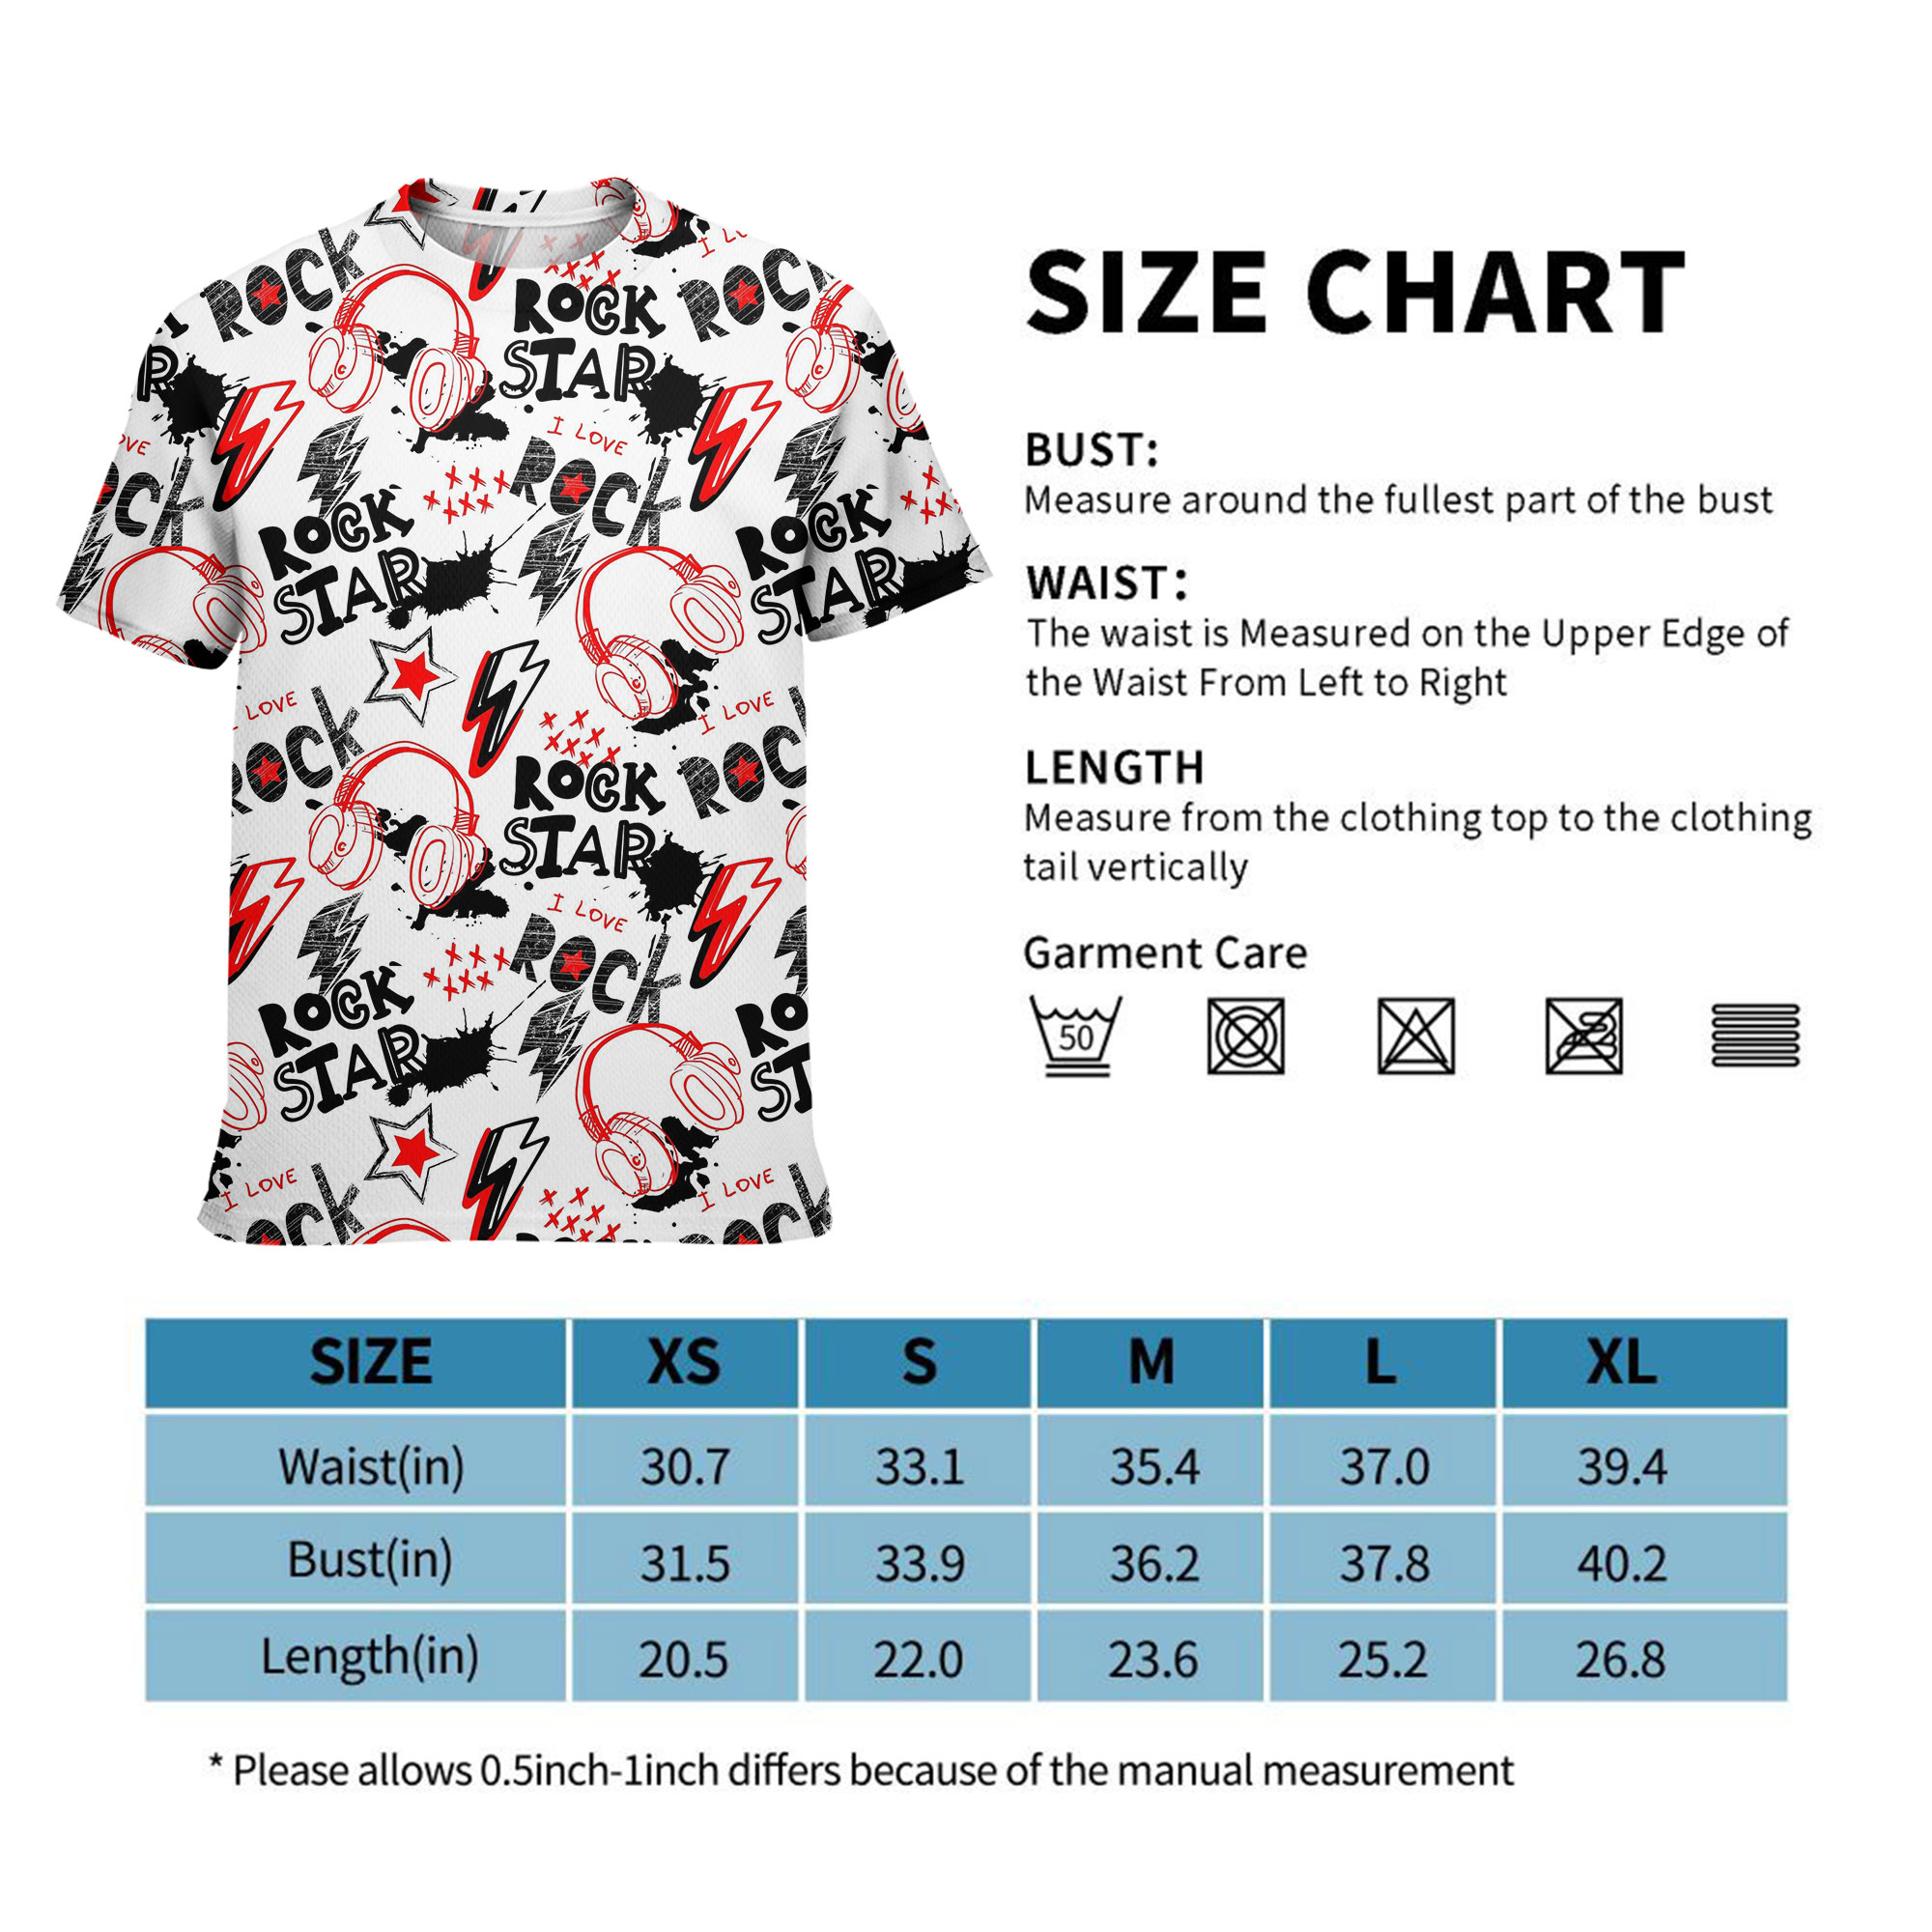 ROCK
I L
ROCK
STAR
ROCK
R
I LOVE
OVE
ROCK
OCK
ROCK
STAR
ROCK
STAR
I LOVE
LOVE
ROCK
ROC
ROCK
STAR
I LOVE
ROCK
ROCK
STAR
RO
ST
I LOVE
I LOVE
ROCK
ROCK
SIZE CHART
BUST:
Measure around the fullest part of the bust
WAIST:
The waist is Measured on the Upper Edge of
the Waist From Left to Right
LENGTH
Measure from the clothing top to the clothing
tail vertically
Garment Care
50
SIZE XS S M L XL
Waist(in) 30.7 33.1 35.4 37.0 39.4
Bust(in) 31.5 33.9 36.2 37.8 40.2
Length(in) 20.5 22.0 23.6 25.2 26.8
* Please allows 0.5inch-1inch differs because of the manual measurement